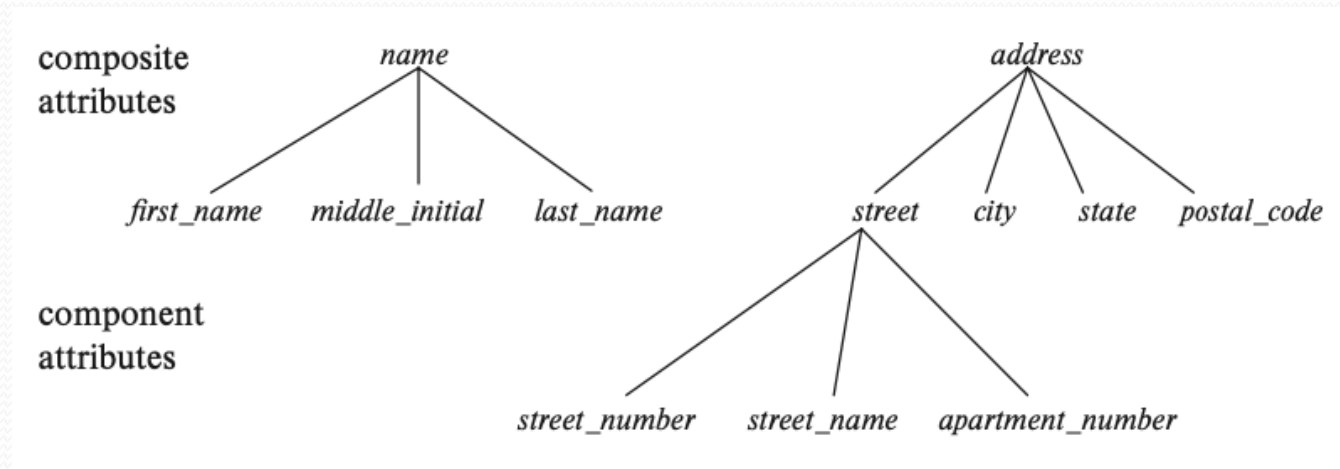 composite
attributes
name
address
first_name middle_initial last_name
street city state postal_code
component
attributes
street_number street_name apartment_number